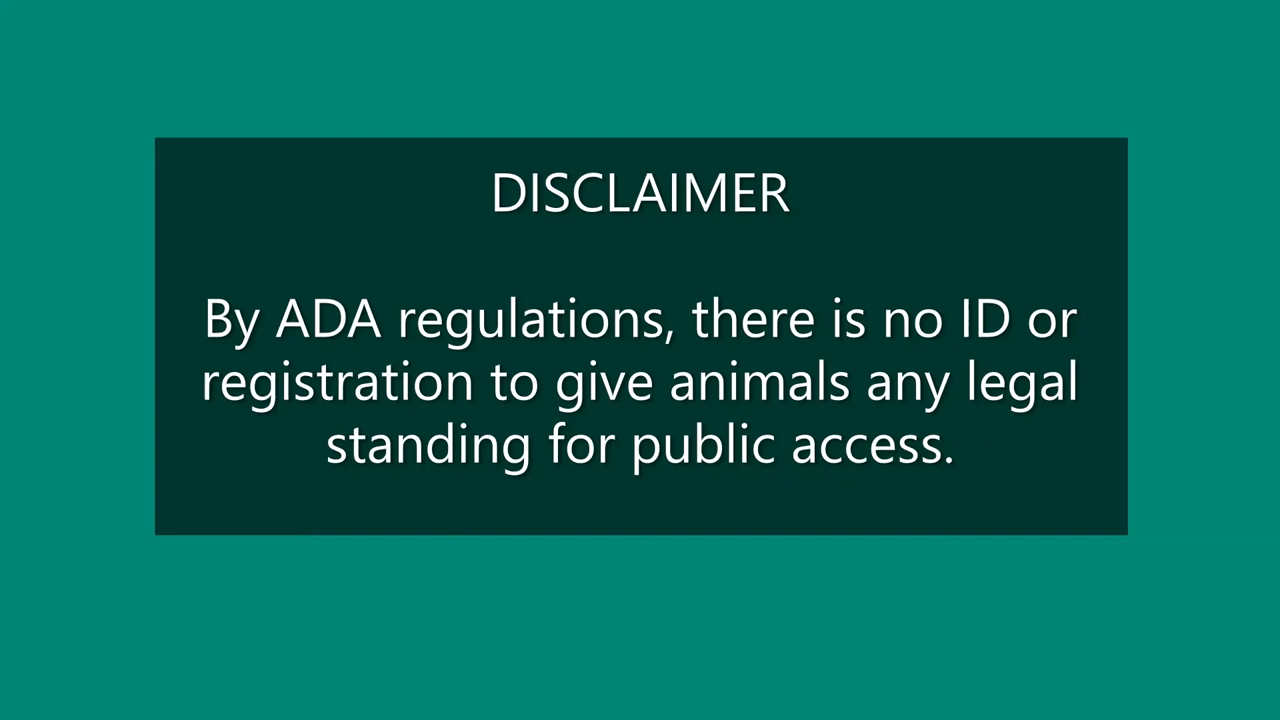 DISCLAIMER
By ADA regulations, there is no ID or
registration to give animals any legal
standing for public access.